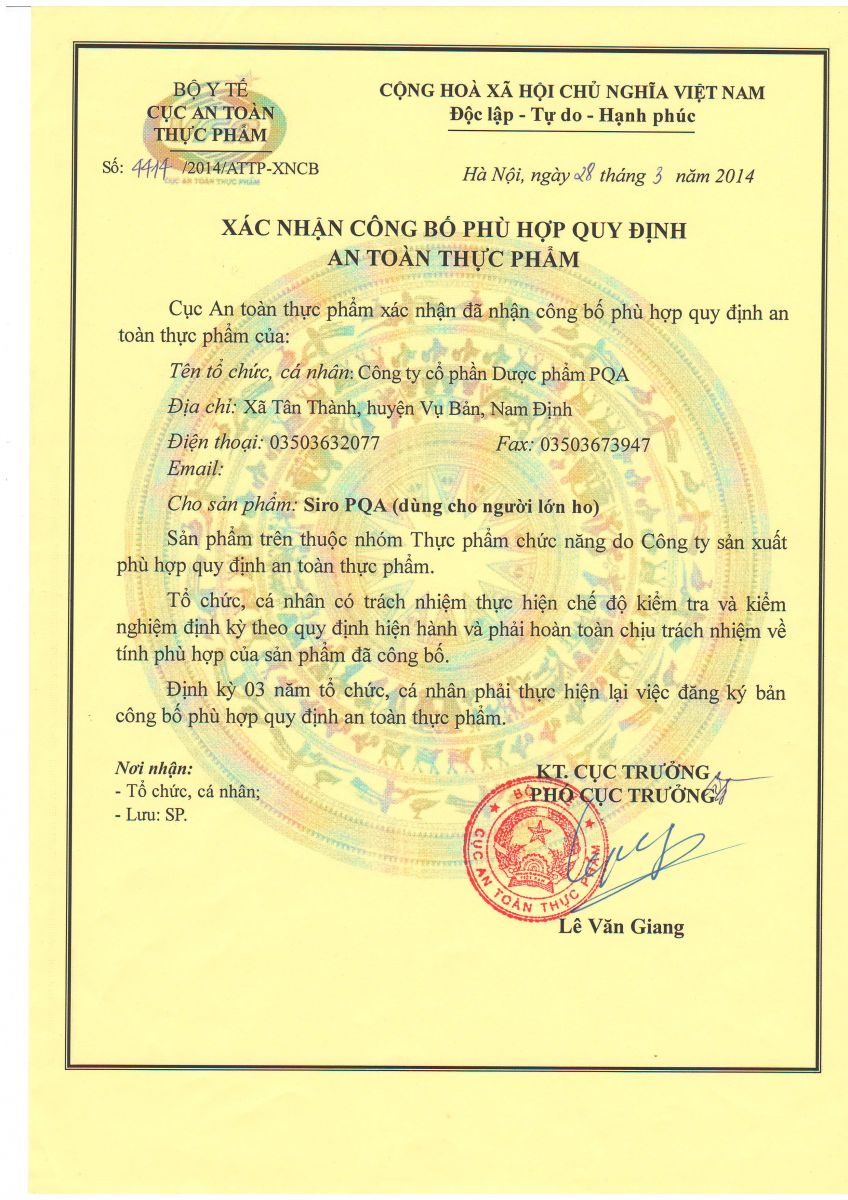 BỘ Y TẾ
CỤC AN TOÀN
THỰC PHẨM
CỤC AN TOÀN THỰC PHẨM
Số: 4414 /2014/ATTP-XNCB
CỘNG HOÀ XÃ HỘI CHỦ NGHĨA VIỆT NAM
Độc lập - Tự do - Hạnh phúc
Hà Nội, ngày 28 tháng 3 năm 2014
XÁC NHẬN CÔNG BỐ PHÙ HỢP QUY ĐỊNH
AN TOÀN THỰC PHẨM
Cục An toàn thực phẩm xác nhận đã nhận công bố phù hợp quy định an
toàn thực phẩm của:
Tên tổ chức, cá nhân: Công ty cổ phần Dược phẩm PQA
Địa chỉ: Xã Tân Thành, huyện Vụ Bản, Nam Định
Điện thoại: 03503632077 Fax: 03503673947
Email:
Cho sản phẩm: Siro PQA (dùng cho người lớn ho)
Sản phẩm trên thuộc nhóm Thực phẩm chức năng do Công ty sản xuất
phù hợp quy định an toàn thực phẩm.
Tổ chức, cá nhân có trách nhiệm thực hiện chế độ kiểm tra và kiểm
nghiệm định kỳ theo quy định hiện hành và phải hoàn toàn chịu trách nhiệm về
tính phù hợp của sản phẩm đã công bố.
Định kỳ 03 năm tổ chức, cá nhân phải thực hiện lại việc đăng ký bản
công bố phù hợp quy định an toàn thực phẩm.
Nơi nhận:
- Tổ chức, cá nhân;
- Lưu: SP.
KT. CỤC TRƯỞNG
PHÓ CỤC TRƯỞNG
CỤC AN TOÀN THỰC PHẨM
Lê Văn Giang